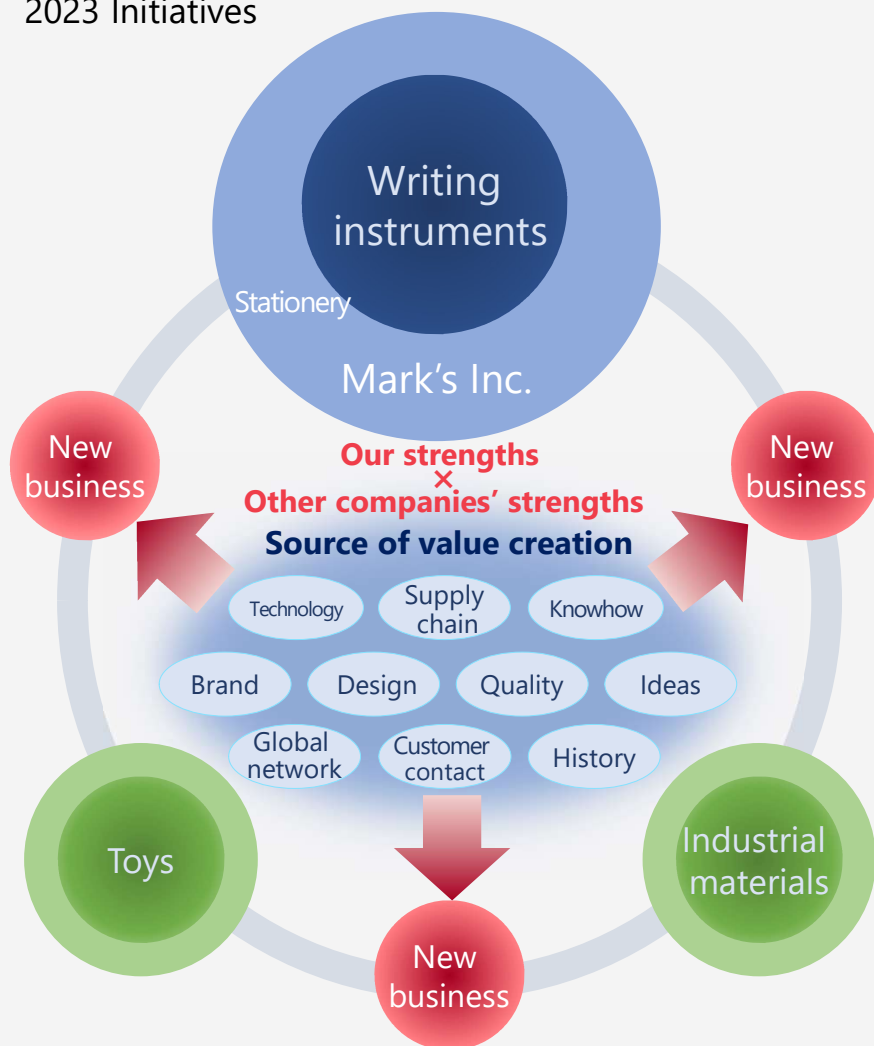 2023 Initiatives
Writing
instruments
Stationery
Mark's Inc.
New
business
New
business
Our strengths
×
Other companies' strengths
Source of value creation
Technology
Supply
chain
Knowhow
Brand
Design
Quality
Ideas
Global
network
Customer
contact
History
Toys
Industrial
materials
New
business